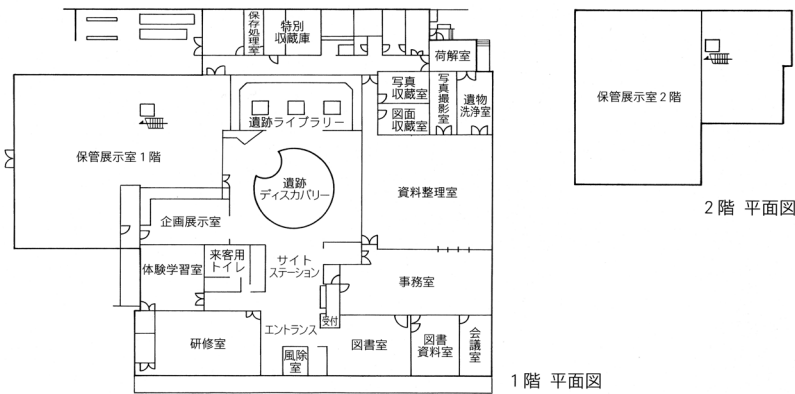 保存処理室
特別
収蔵庫
荷解室
写真
収蔵室
写真撮影室
遺物
洗浄室
図面
収蔵室
遺跡ライブラリー
保管展示室1階
遺跡
ディスカバリー
資料整理室
企画展示室
体験学習室
来客用
トイレ
サイト
ステーション
事務室
受付
エントランス
研修室
風除
室
図書室
図書
資料室
会議室
1階 平面図
保管展示室2階
2階 平面図